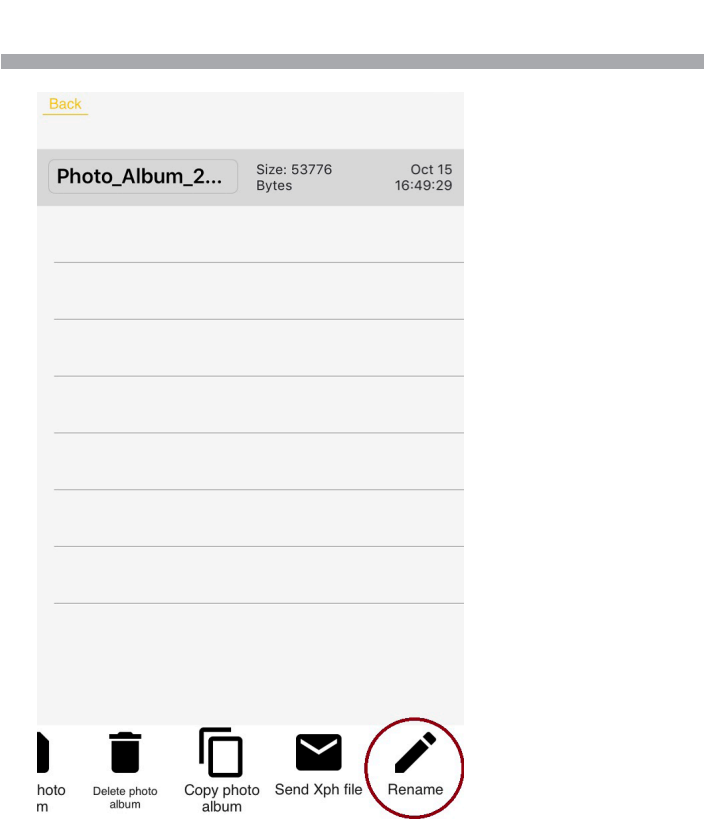 Back
Photo_Album_2...
Size: 53776
Bytes
Oct 15
16:49:29
hoto
m
Delete photo
album
Copy photo
album
Send Xph file
Rename